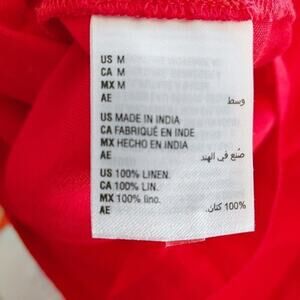 US M
CA M
MX M
AE وسط
US MADE IN INDIA
CA FABRIQUÉ EN INDE
MX HECHO EN INDIA
AE صُنع في الهند
US 100% LINEN.
CA 100% LIN.
MX 100% lino.
AE 100% كتان.